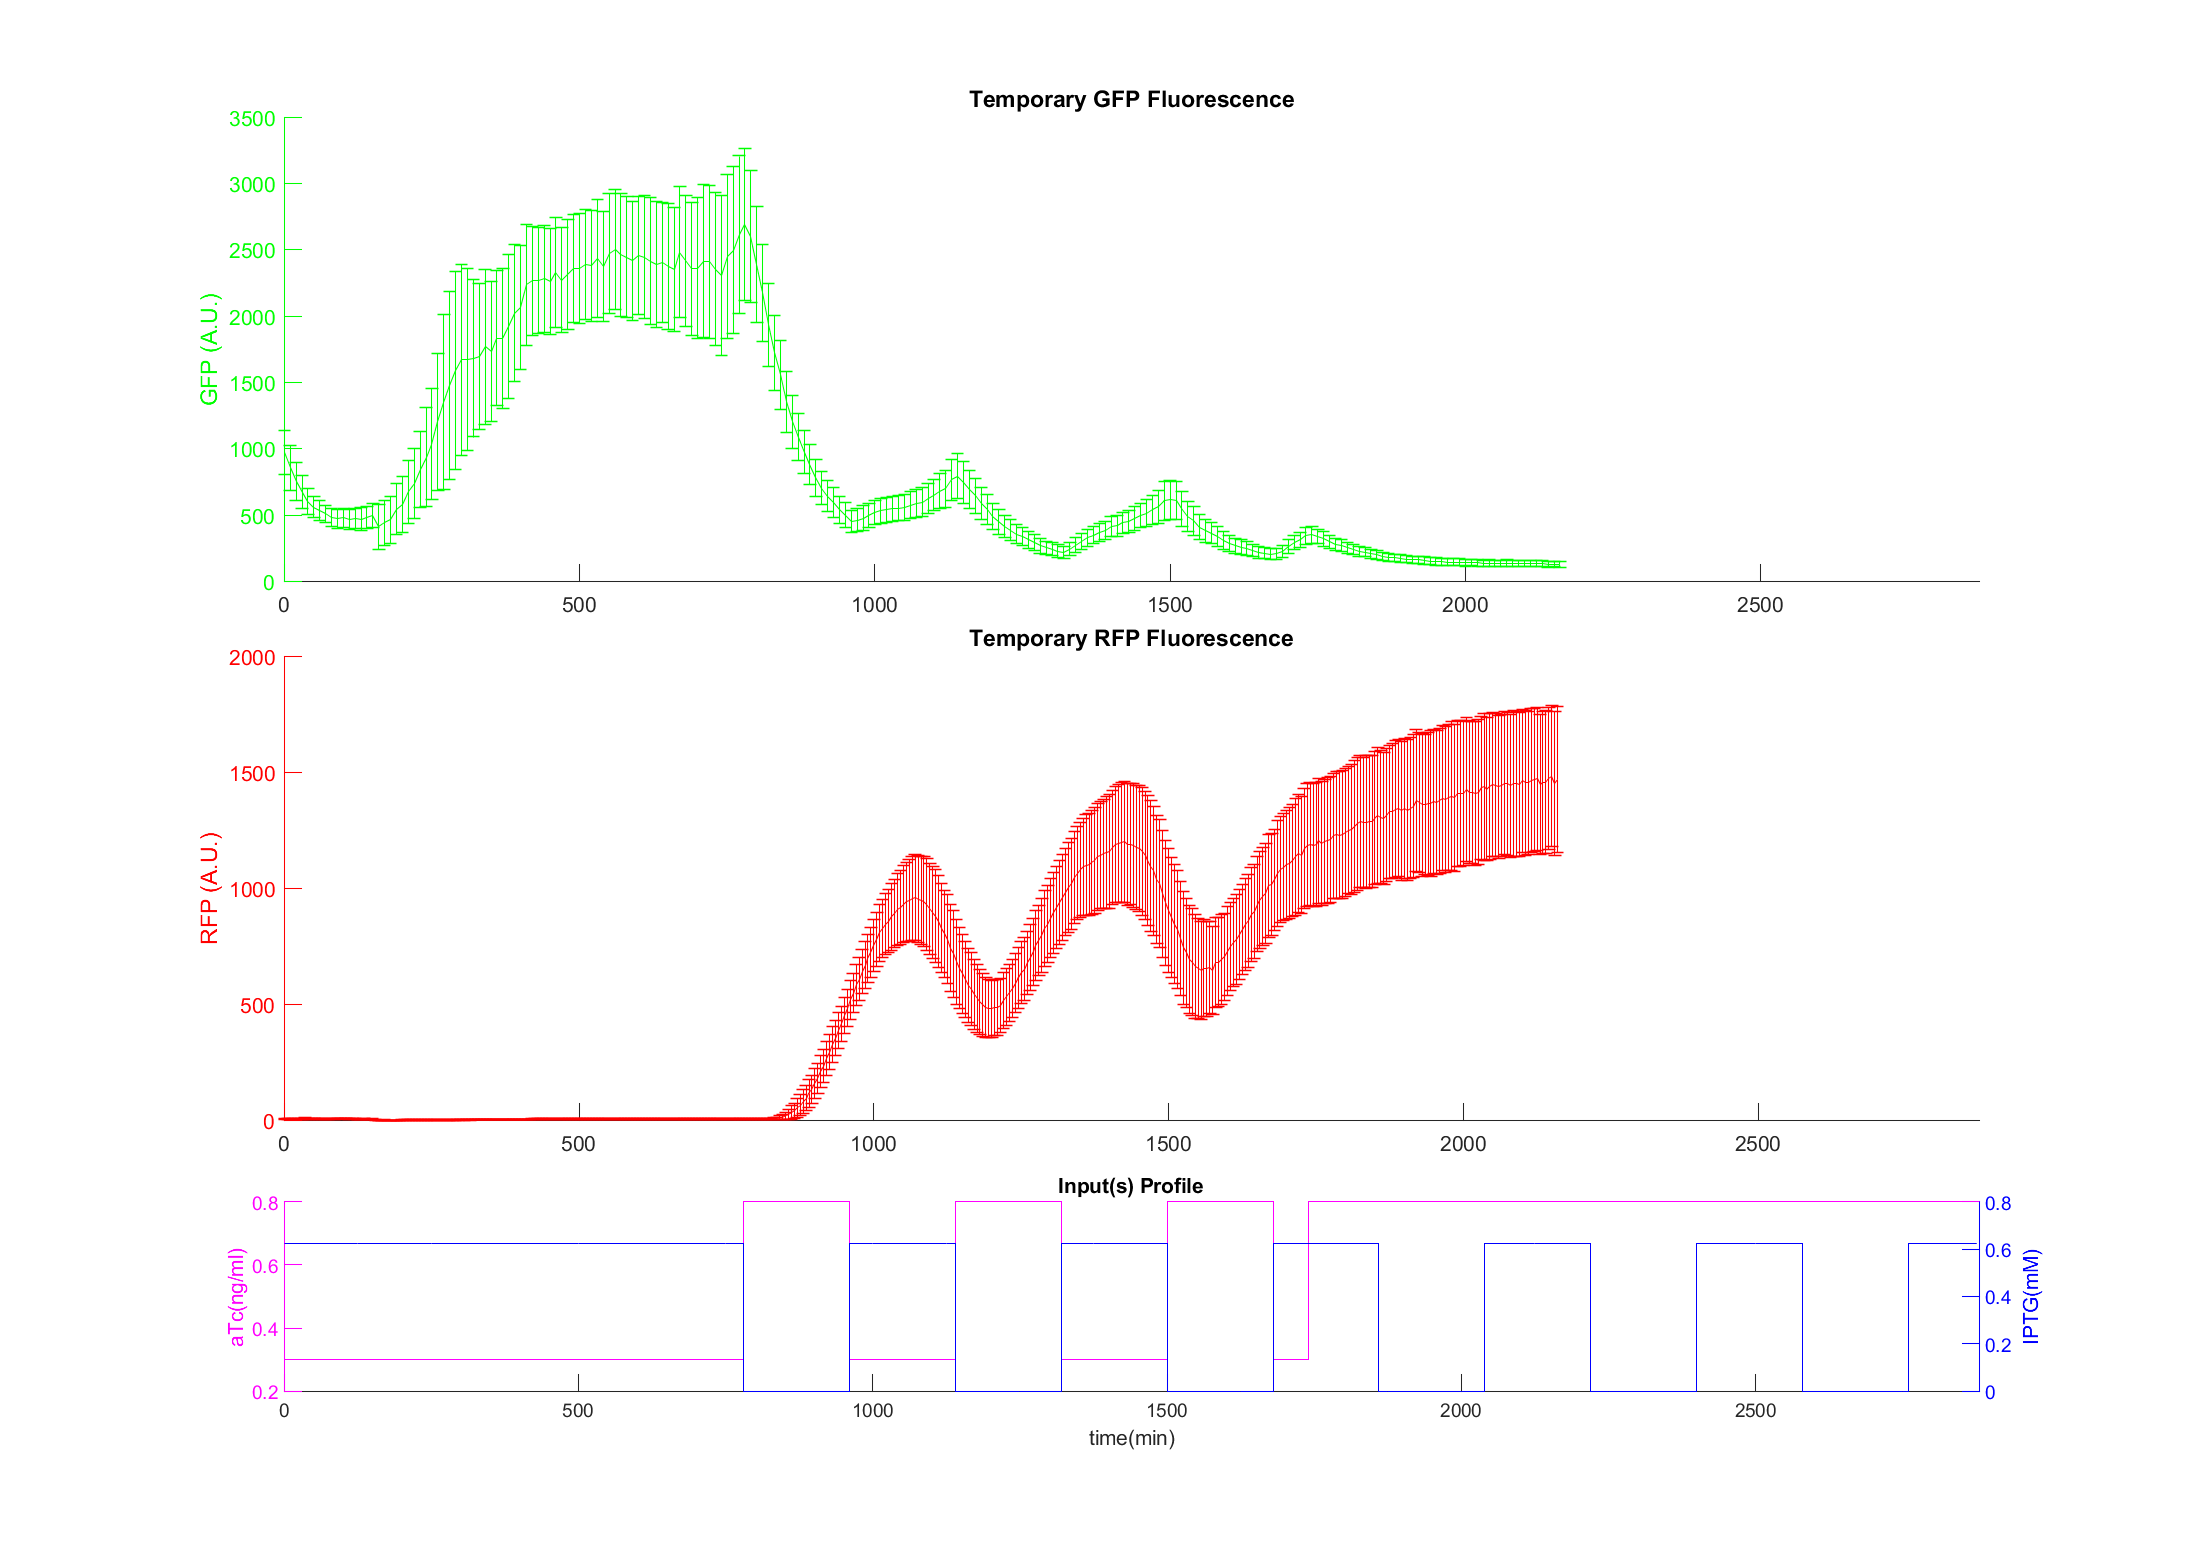 Temporary GFP Fluorescence
GFP (A.U.)
3500
3000
2500
2000
1500
1000
500
0
0 500 1000 1500 2000 2500
Temporary RFP Fluorescence
RFP (A.U.)
2000
1500
1000
500
0
0 500 1000 1500 2000 2500
Input(s) Profile
aTc(ng/ml)
0.8
0.6
0.4
0.2
IPTG(mM)
0.8
0.6
0.4
0.2
0
0 500 1000 1500 2000 2500
time(min)